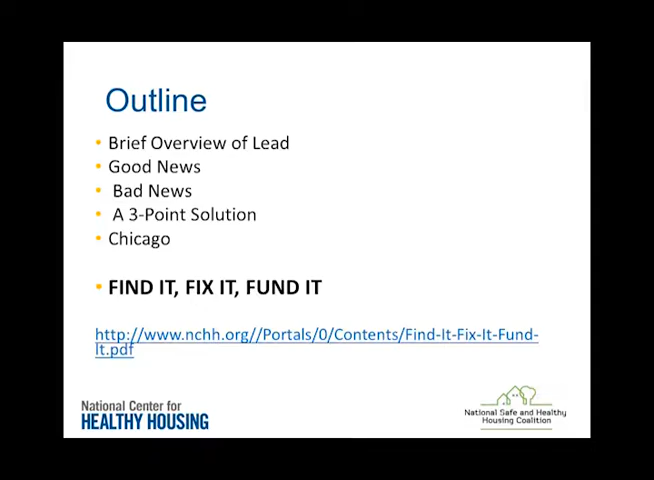 Outline
• Brief Overview of Lead
• Good News
• Bad News
• A 3-Point Solution
• Chicago
• FIND IT, FIX IT, FUND IT
http://www.nchh.org//Portals/0/Contents/Find-It-Fix-It-Fund-
It.pdf
National Center for
HEALTHY HOUSING
National Safe and Healthy
Housing Coalition